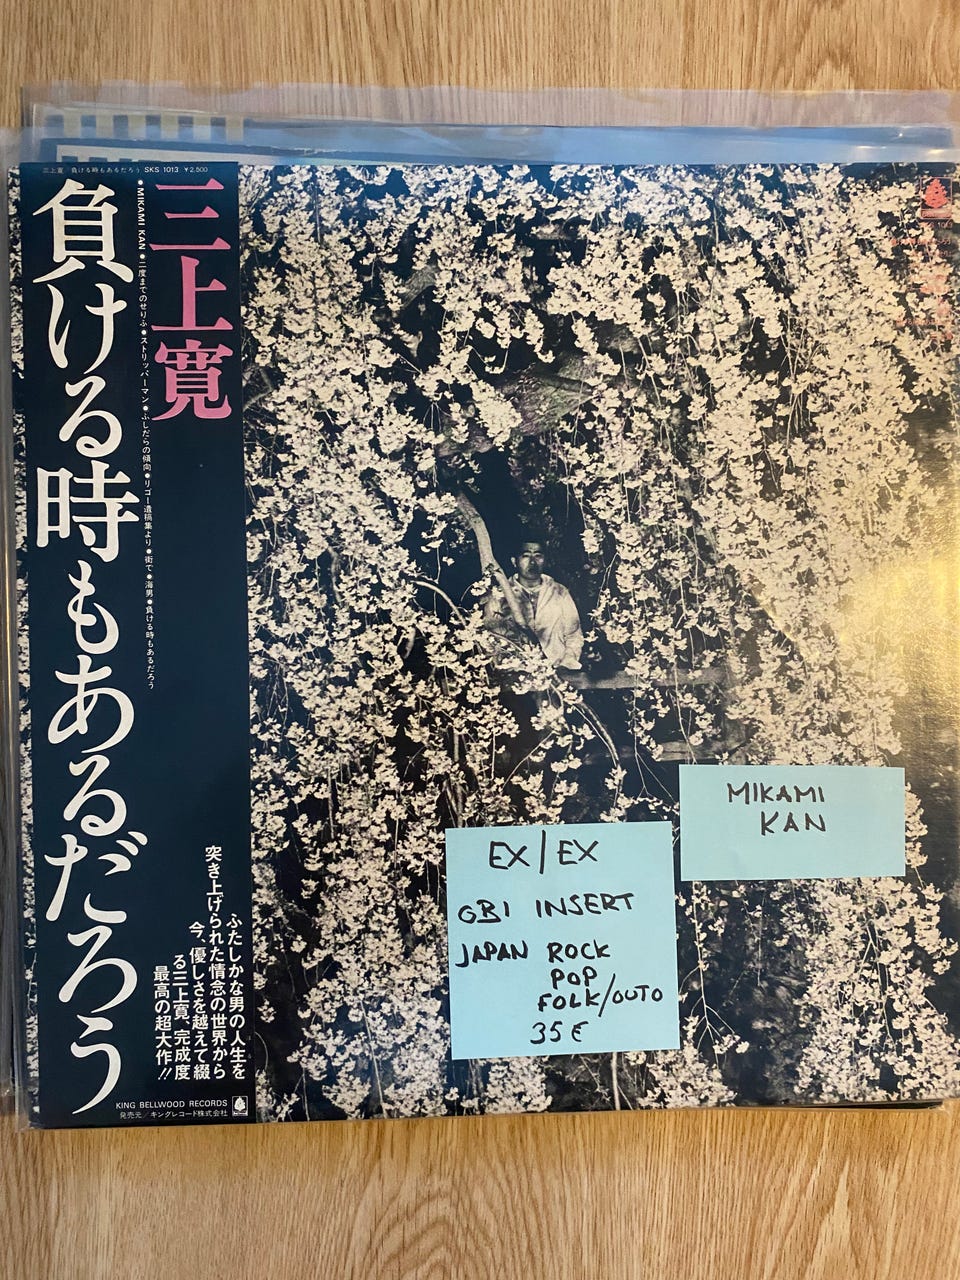 三上寛/負ける時もあるだろう SKS 1013 ¥2,500
三上寛
●MIKAMI KAN●二度までのせりふ●ストリッパーマン●ふしだらの傾向●リゴー遺稿集より●街て●海男●負ける時もあるだろう
負ける時もあるだろう
ふたしかな男の人生を
突き上げられた情念の世界から
今、優しさを越えて綴
る三上寛、完成度
最高の超大作!!
KING BELLWOOD RECORDS
発売元/キングレコード株式会社
MIKAMI
KAN
EX/EX
OBI INSERT
JAPAN ROCK
POP
FOLK/OUTO
35€